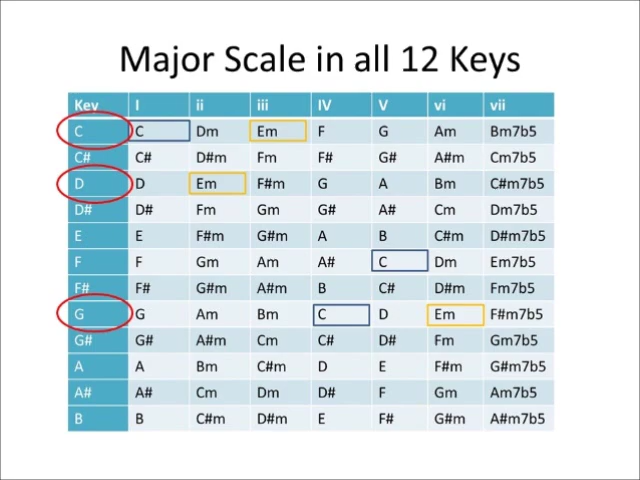 Major Scale in all 12 Keys
Key I ii iii IV V vi vii
C C Dm Em F G Am Bm7b5
C# C# D#m Fm F# G# A#m Cm7b5
D D Em F#m G A Bm C#m7b5
D# D# Fm Gm G# A# Cm Dm7b5
E E F#m G#m A B C#m D#m7b5
F F Gm Am A# C Dm Em7b5
F# F# G#m A#m B C# D#m Fm7b5
G G Am Bm C D Em F#m7b5
G# G# A#m Cm C# D# Fm Gm7b5
A A Bm C#m D E F#m G#m7b5
A# A# Cm Dm D# F Gm Am7b5
B B C#m D#m E F# G#m A#m7b5